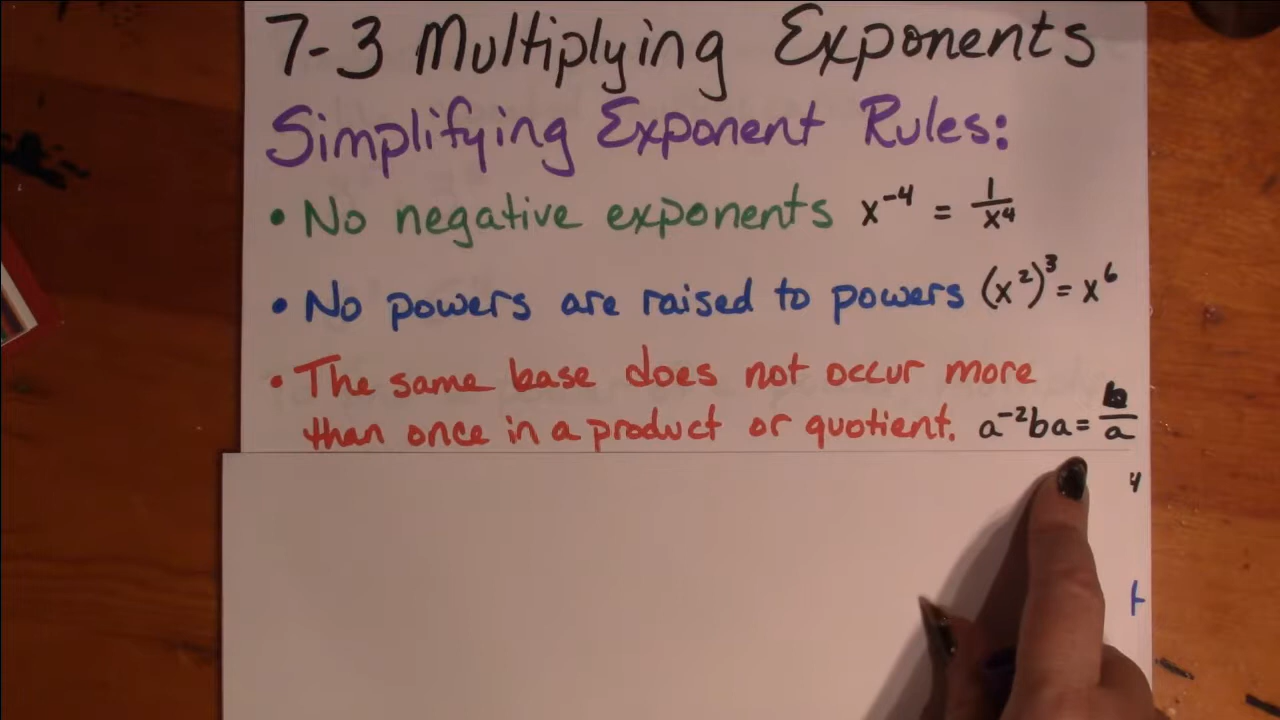 7-3 Multiplying Exponents
Simplifying Exponent Rules:
• No negative exponents x⁻⁴ = 1/x⁴
• No powers are raised to powers (x²)³ = x⁶
• The same base does not occur more
than once in a product or quotient. a⁻²ba = b/a
4